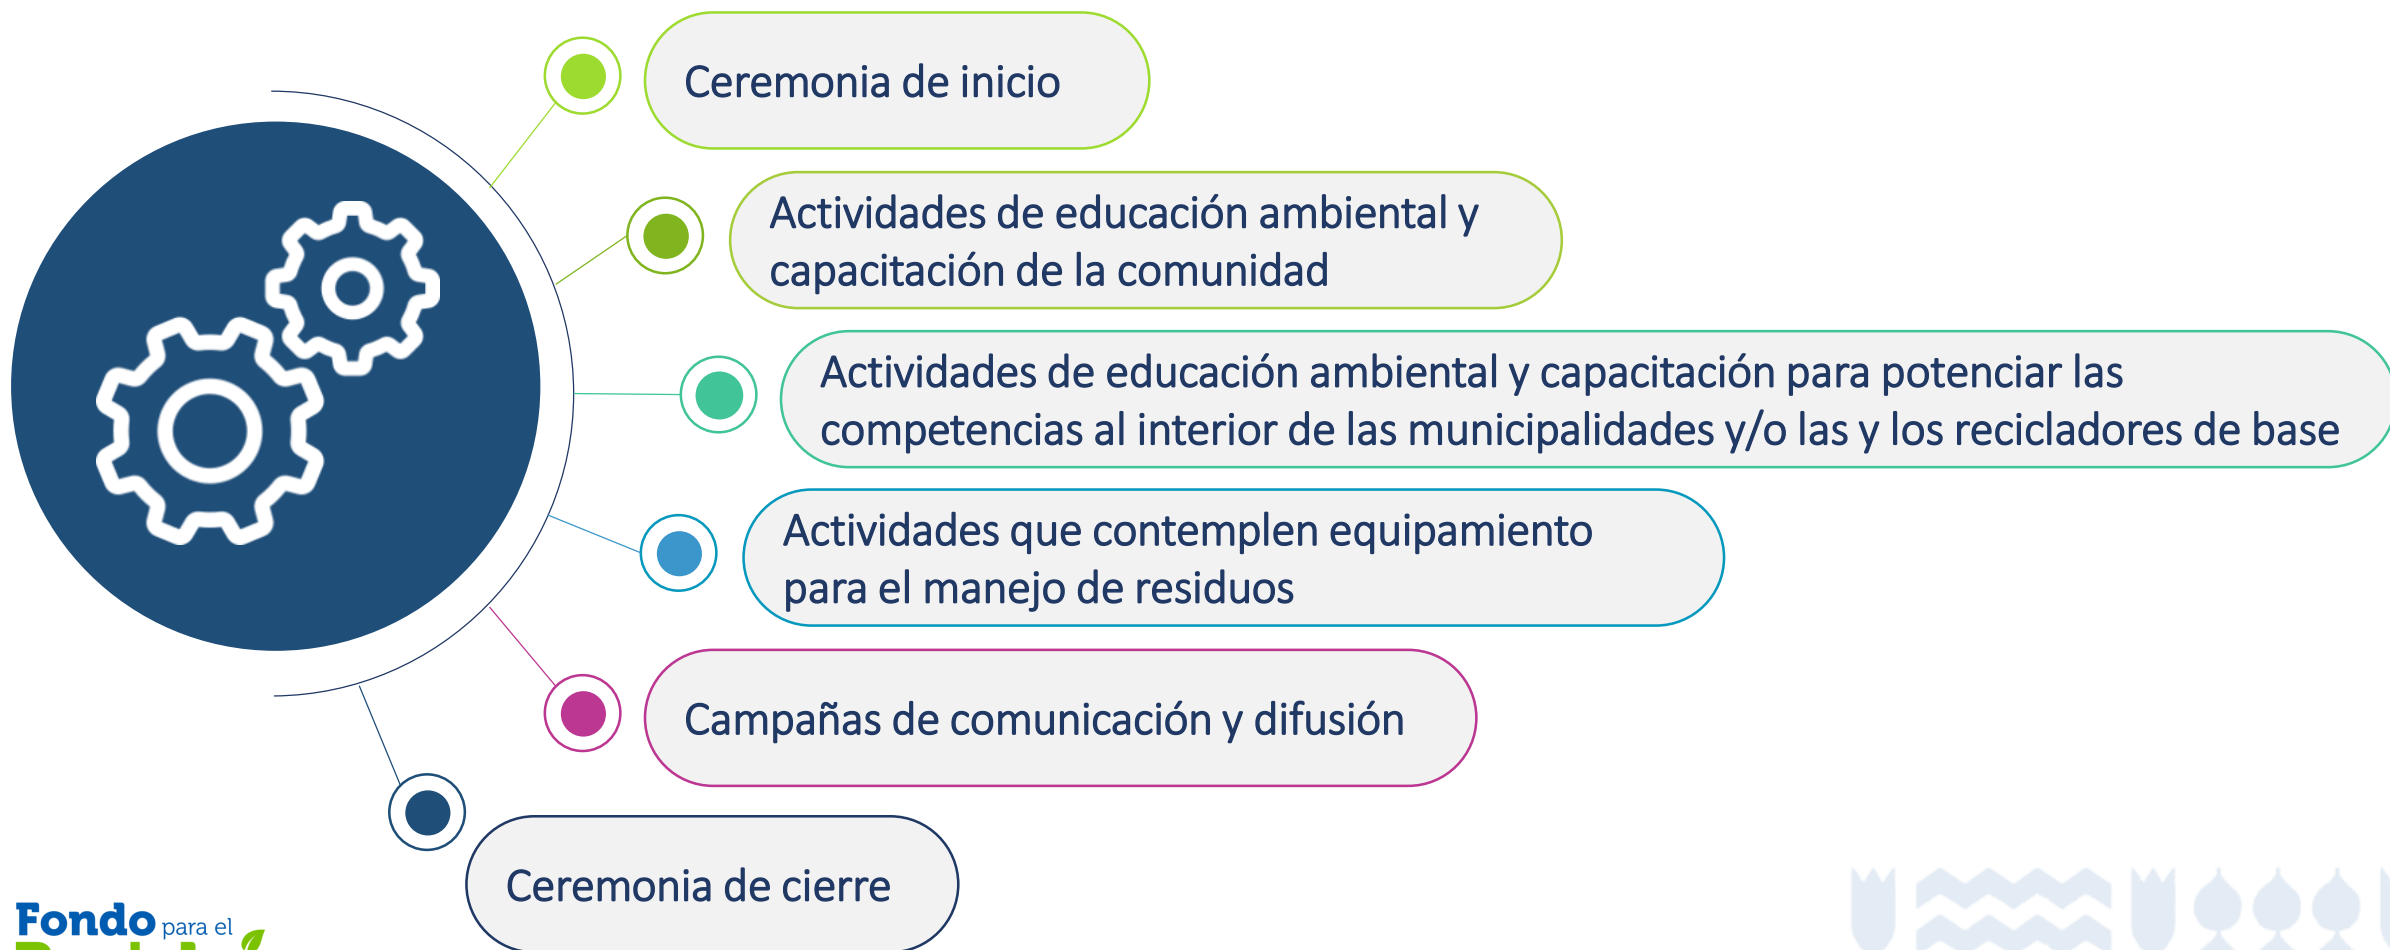 Ceremonia de inicio
Actividades de educación ambiental y
capacitación de la comunidad
Actividades de educación ambiental y capacitación para potenciar las
competencias al interior de las municipalidades y/o las y los recicladores de base
Actividades que contemplen equipamiento
para el manejo de residuos
Campañas de comunicación y difusión
Ceremonia de cierre
Fondo para el